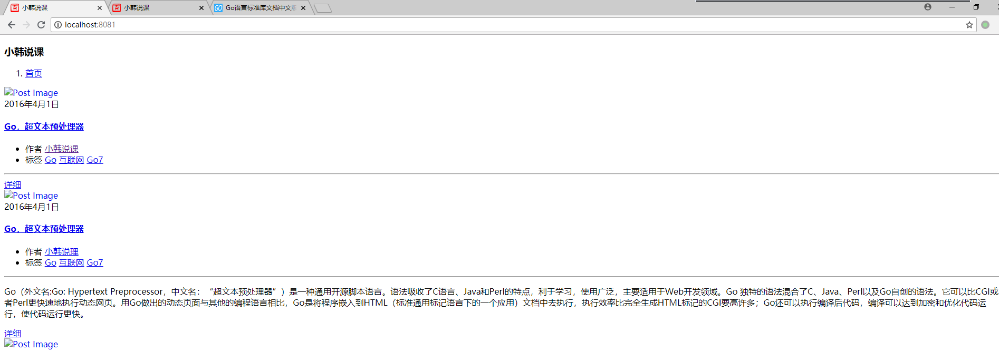 小韩说课
小韩说课
Go语言标准库文档中文版
localhost:8081
小韩说课
1. 首页
Post Image
2016年4月1日
Go，超文本预处理器
作者 小韩说课
标签 Go 互联网 Go7
详细
Post Image
2016年4月1日
Go，超文本预处理器
作者 小韩说理
标签 Go 互联网 Go7
Go（外文名:Go: Hypertext Preprocessor，中文名：“超文本预处理器”）是一种通用开源脚本语言。语法吸收了C语言、Java和Perl的特点，利于学习，使用广泛，主要适用于Web开发领域。Go 独特的语法混合了C、Java、Perl以及Go自创的语法。它可以比CGI或
者Perl更快速地执行动态网页。用Go做出的动态页面与其他的编程语言相比，Go是将程序嵌入到HTML（标准通用标记语言下的一个应用）文档中去执行，执行效率比完全生成HTML标记的CGI要高许多；Go还可以执行编译后代码，编译可以达到加密和优化代码运
行，使代码运行更快。
详细
Post Image